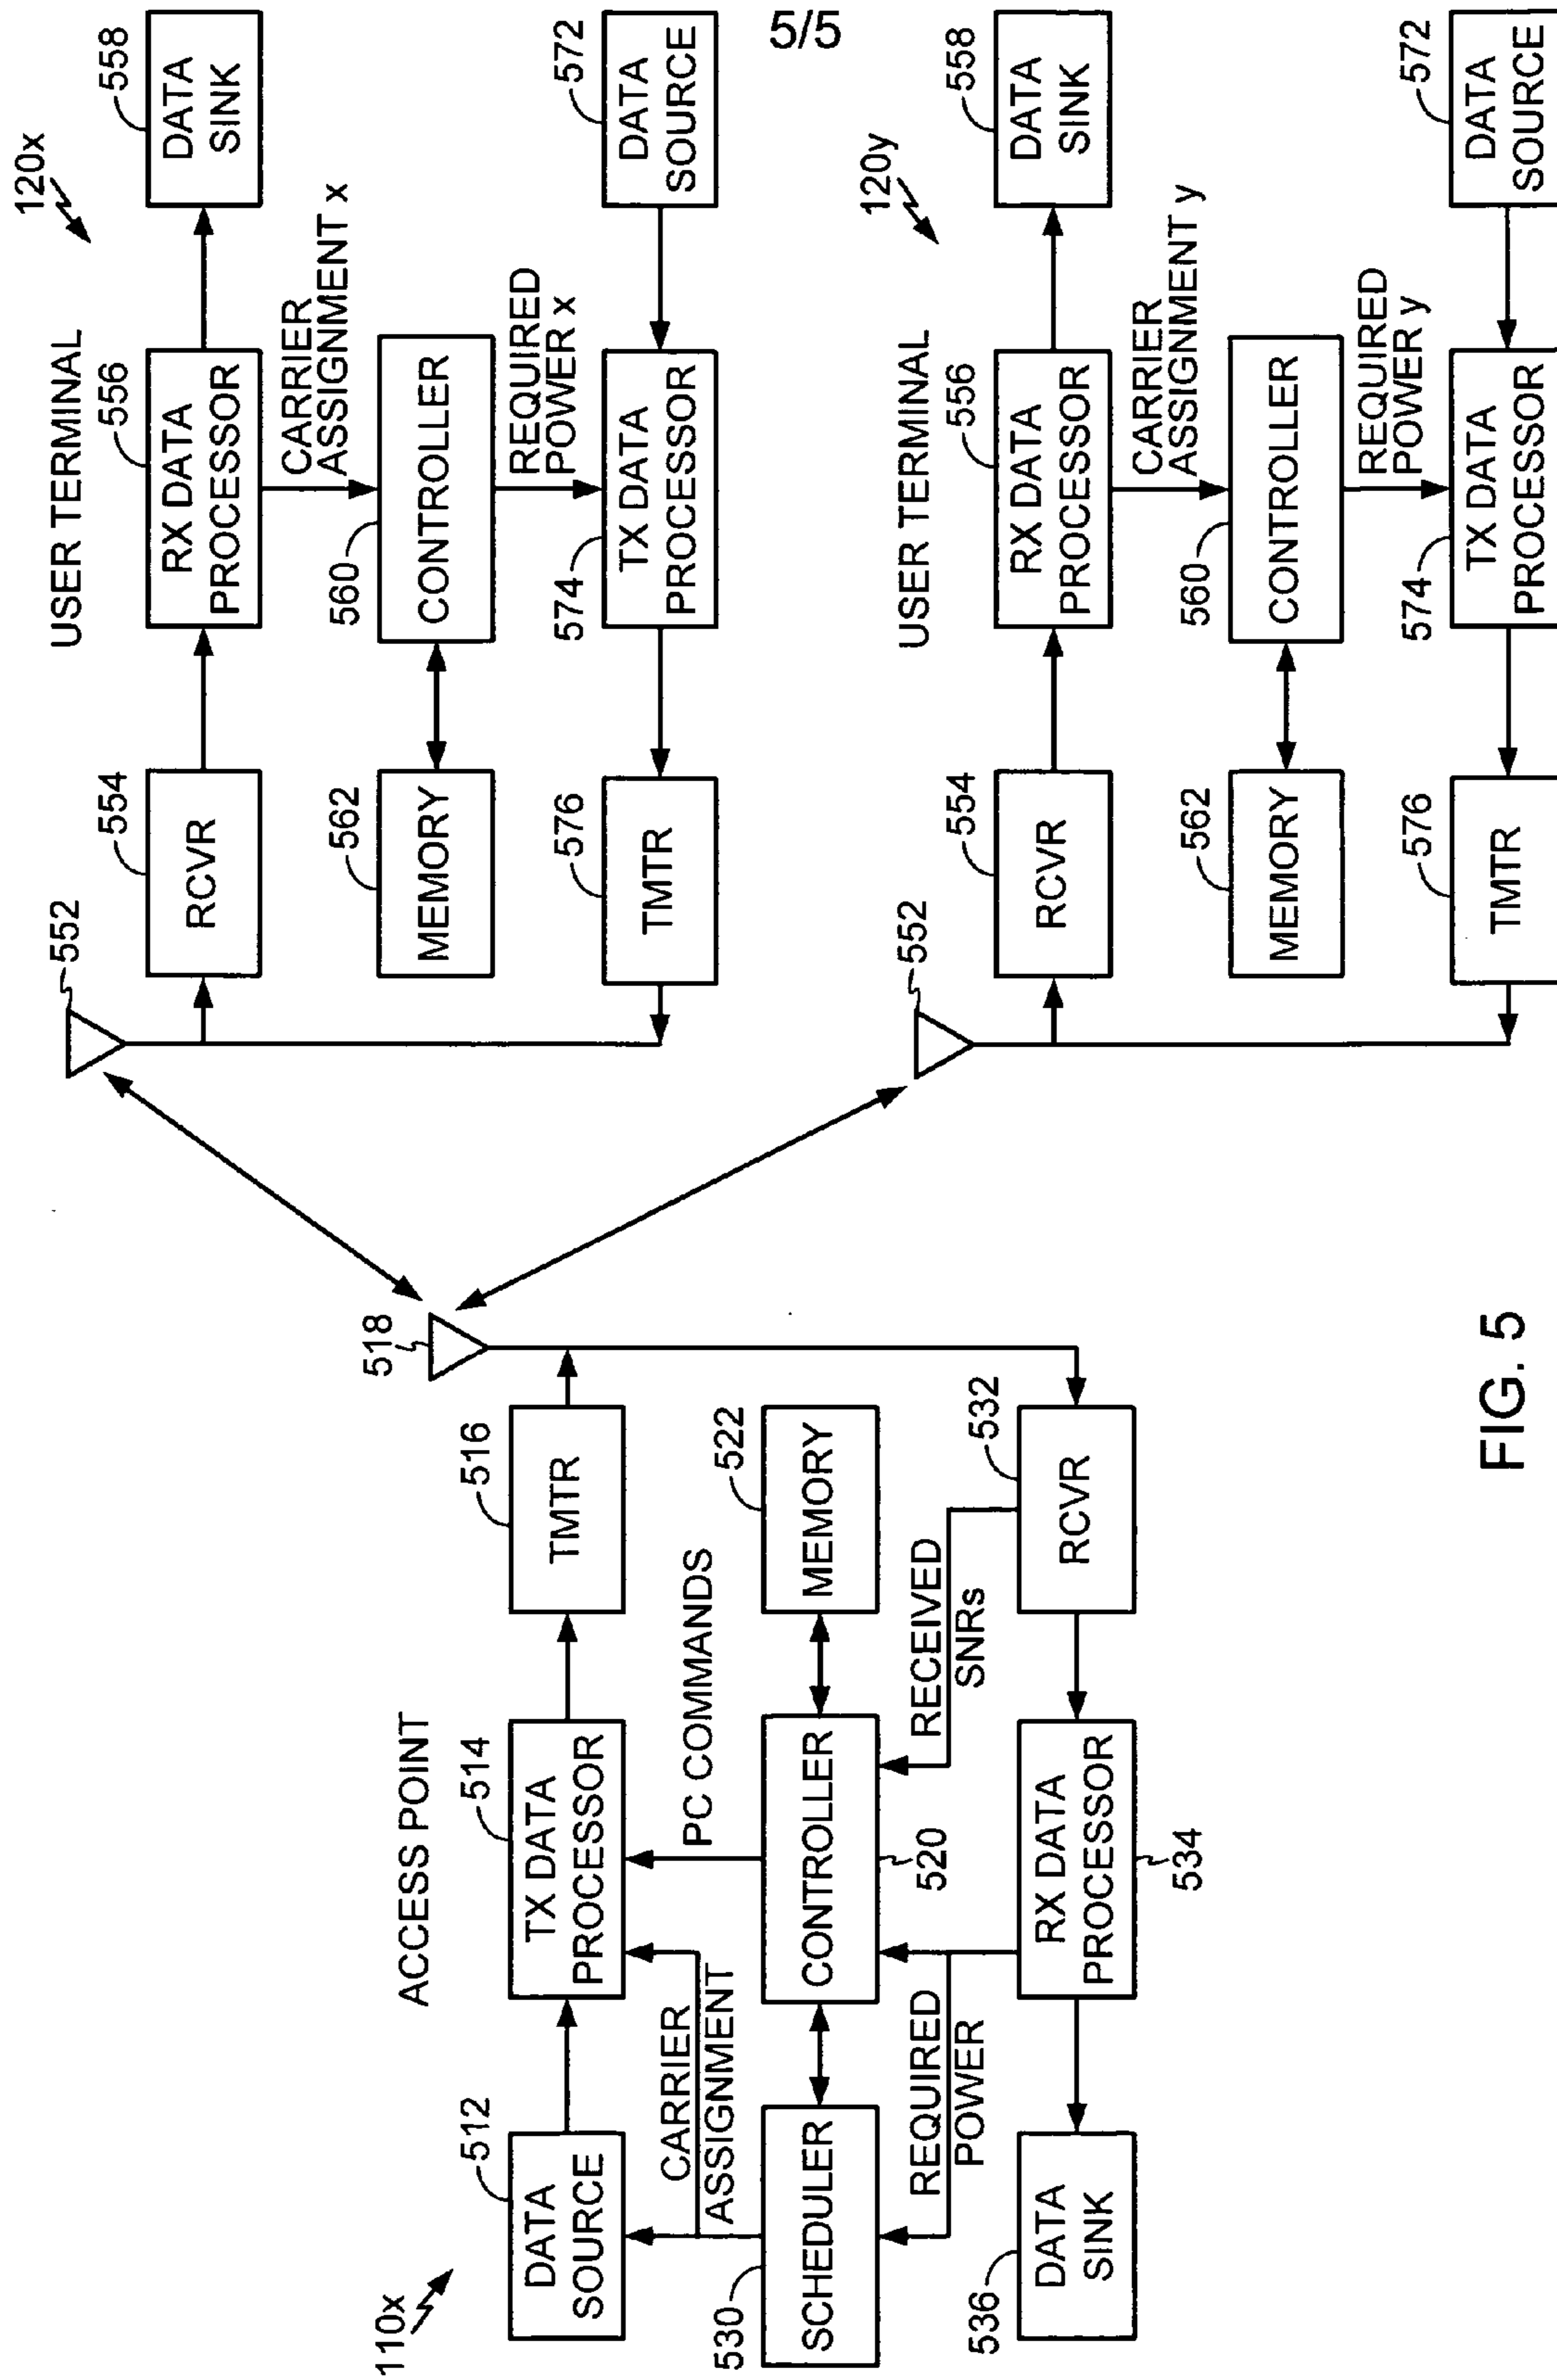 5/5
110x
ACCESS POINT
512
DATA
SOURCE
514
TX DATA
PROCESSOR
516
TMTR
518
CARRIER
ASSIGNMENT
PC COMMANDS
530
SCHEDULER
CONTROLLER
520
522
MEMORY
REQUIRED
POWER
RECEIVED
SNRs
536
DATA
SINK
RX DATA
PROCESSOR
534
532
RCVR
552
USER TERMINAL
120x
554
RCVR
556
RX DATA
PROCESSOR
558
DATA
SINK
CARRIER
ASSIGNMENT x
562
MEMORY
560
CONTROLLER
REQUIRED
POWER x
576
TMTR
574
TX DATA
PROCESSOR
572
DATA
SOURCE
552
USER TERMINAL
120y
554
RCVR
556
RX DATA
PROCESSOR
558
DATA
SINK
CARRIER
ASSIGNMENT y
562
MEMORY
560
CONTROLLER
REQUIRED
POWER y
576
TMTR
574
TX DATA
PROCESSOR
572
DATA
SOURCE
FIG. 5